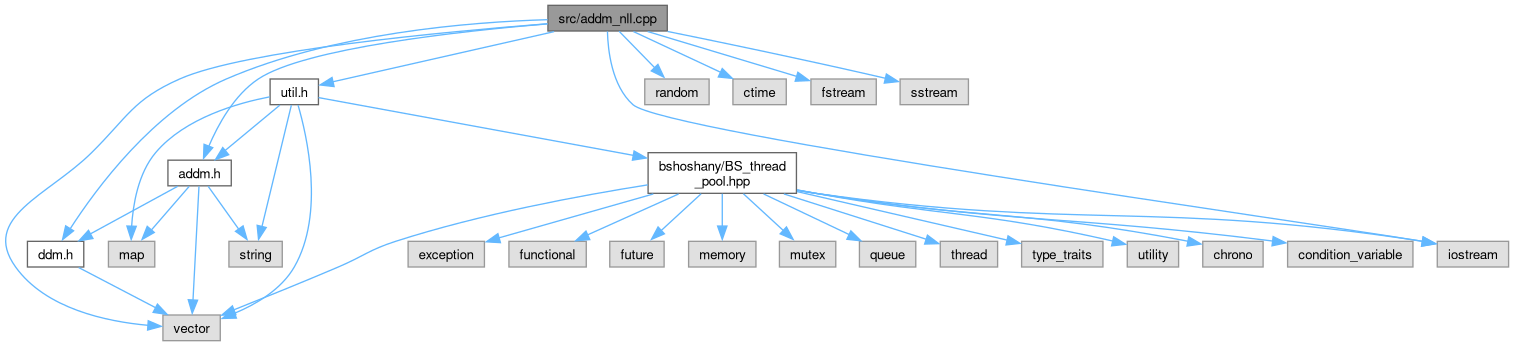 src/addm_nll.cpp
util.h
random
ctime
fstream
sstream
addm.h
bshoshany/BS_thread
_pool.hpp
ddm.h
map
string
exception
functional
future
memory
mutex
queue
thread
type_traits
utility
chrono
condition_variable
iostream
vector